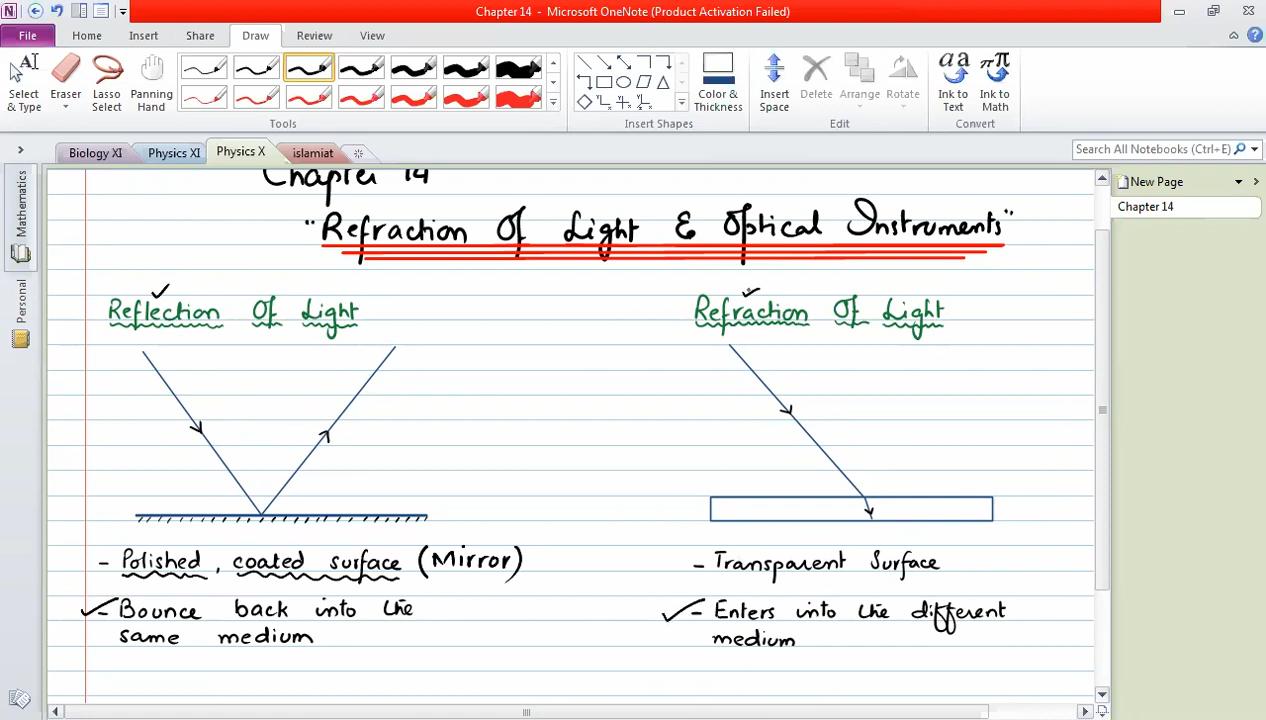 Chapter 14 - Microsoft OneNote (Product Activation Failed)
File Home Insert Share Draw Review View
Select & Type
Eraser
Lasso Select
Panning Hand
Color & Thickness
Insert Space
Delete
Arrange
Rotate
Ink to Text
Ink to Math
Tools
Insert Shapes
Edit
Convert
Biology XI Physics XI Physics X islamiat
Search All Notebooks (Ctrl+E)
New Page
Chapter 14
Mathematics
Personal
Chapter 14
"Refraction Of Light & Optical Instruments"
Reflection Of Light
- Polished, coated surface (Mirror)
- Bounce back into the
same medium
Refraction Of Light
- Transparent Surface
- Enters into the different
medium